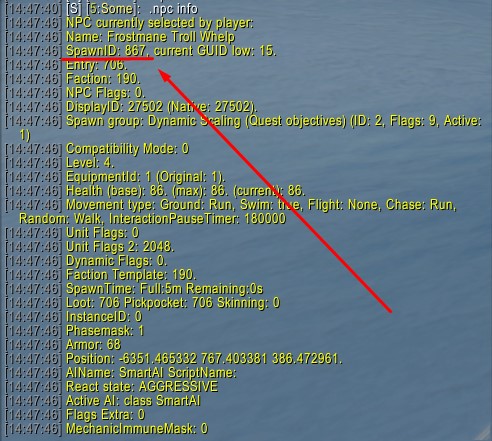 [14:47:40] [S] [5:Some]: .npc info
[14:47:46] NPC currently selected by player:
[14:47:46] Name: Frostmane Troll Whelp
[14:47:46] SpawnID: 867, current GUID low: 15.
[14:47:46] Entry: 706.
[14:47:46] Faction: 190.
[14:47:46] NPC Flags: 0.
[14:47:46] DisplayID: 27502 (Native: 27502).
[14:47:46] Spawn group: Dynamic Scaling (Quest objectives) (ID: 2, Flags: 9, Active:
1)
[14:47:46] Compatibility Mode: 0
[14:47:46] Level: 4.
[14:47:46] EquipmentId: 1 (Original: 1).
[14:47:46] Health (base): 86. (max): 86. (current): 86.
[14:47:46] Movement type: Ground: Run, Swim: true, Flight: None, Chase: Run,
Random: Walk, InteractionPauseTimer: 180000
[14:47:46] Unit Flags: 0
[14:47:46] Unit Flags 2: 2048.
[14:47:46] Dynamic Flags: 0.
[14:47:46] Faction Template: 190.
[14:47:46] SpawnTime: Full:5m Remaining:0s
[14:47:46] Loot: 706 Pickpocket: 706 Skinning: 0
[14:47:46] InstanceID: 0
[14:47:46] Phasemask: 1
[14:47:46] Armor: 68
[14:47:46] Position: -6351.465332 767.403381 386.472961.
[14:47:46] AIName: SmartAI ScriptName:
[14:47:46] React state: AGGRESSIVE
[14:47:46] Active AI: class SmartAI
[14:47:46] Flags Extra: 0
[14:47:46] MechanicImmuneMask: 0